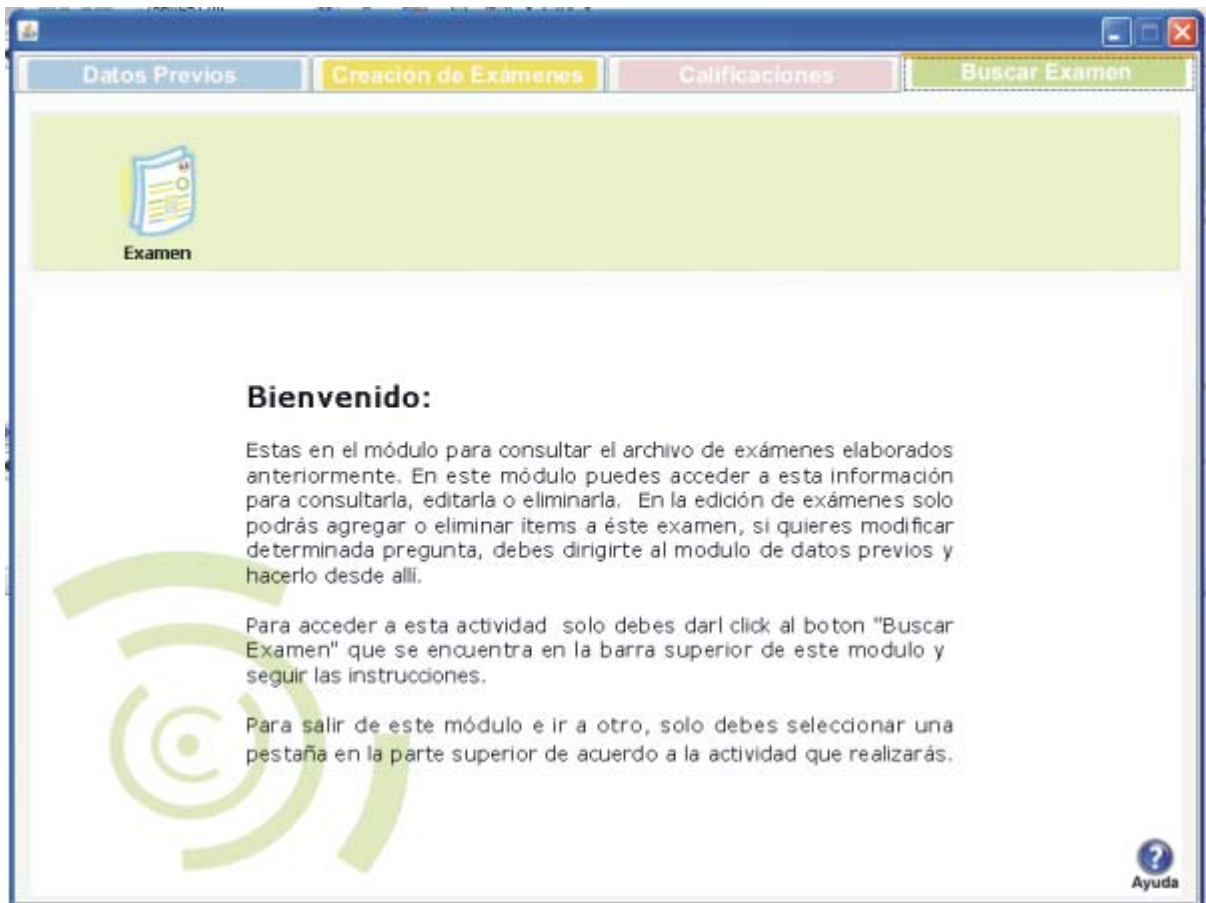 Datos Previos
Creación de Exámenes
Calificaciones
Buscar Examen
Examen
Bienvenido:
Estas en el módulo para consultar el archivo de exámenes elaborados
anteriormente. En este módulo puedes acceder a esta información
para consultarla, editarla o eliminarla. En la edición de exámenes solo
podrás agregar o eliminar ítems a éste examen, si quieres modificar
determinada pregunta, debes dirigirte al modulo de datos previos y
hacerlo desde allí.
Para acceder a esta actividad solo debes darl click al boton "Buscar
Examen" que se encuentra en la barra superior de este modulo y
seguir las instrucciones.
Para salir de este módulo e ir a otro, solo debes seleccionar una
pestaña en la parte superior de acuerdo a la actividad que realizarás.
Ayuda